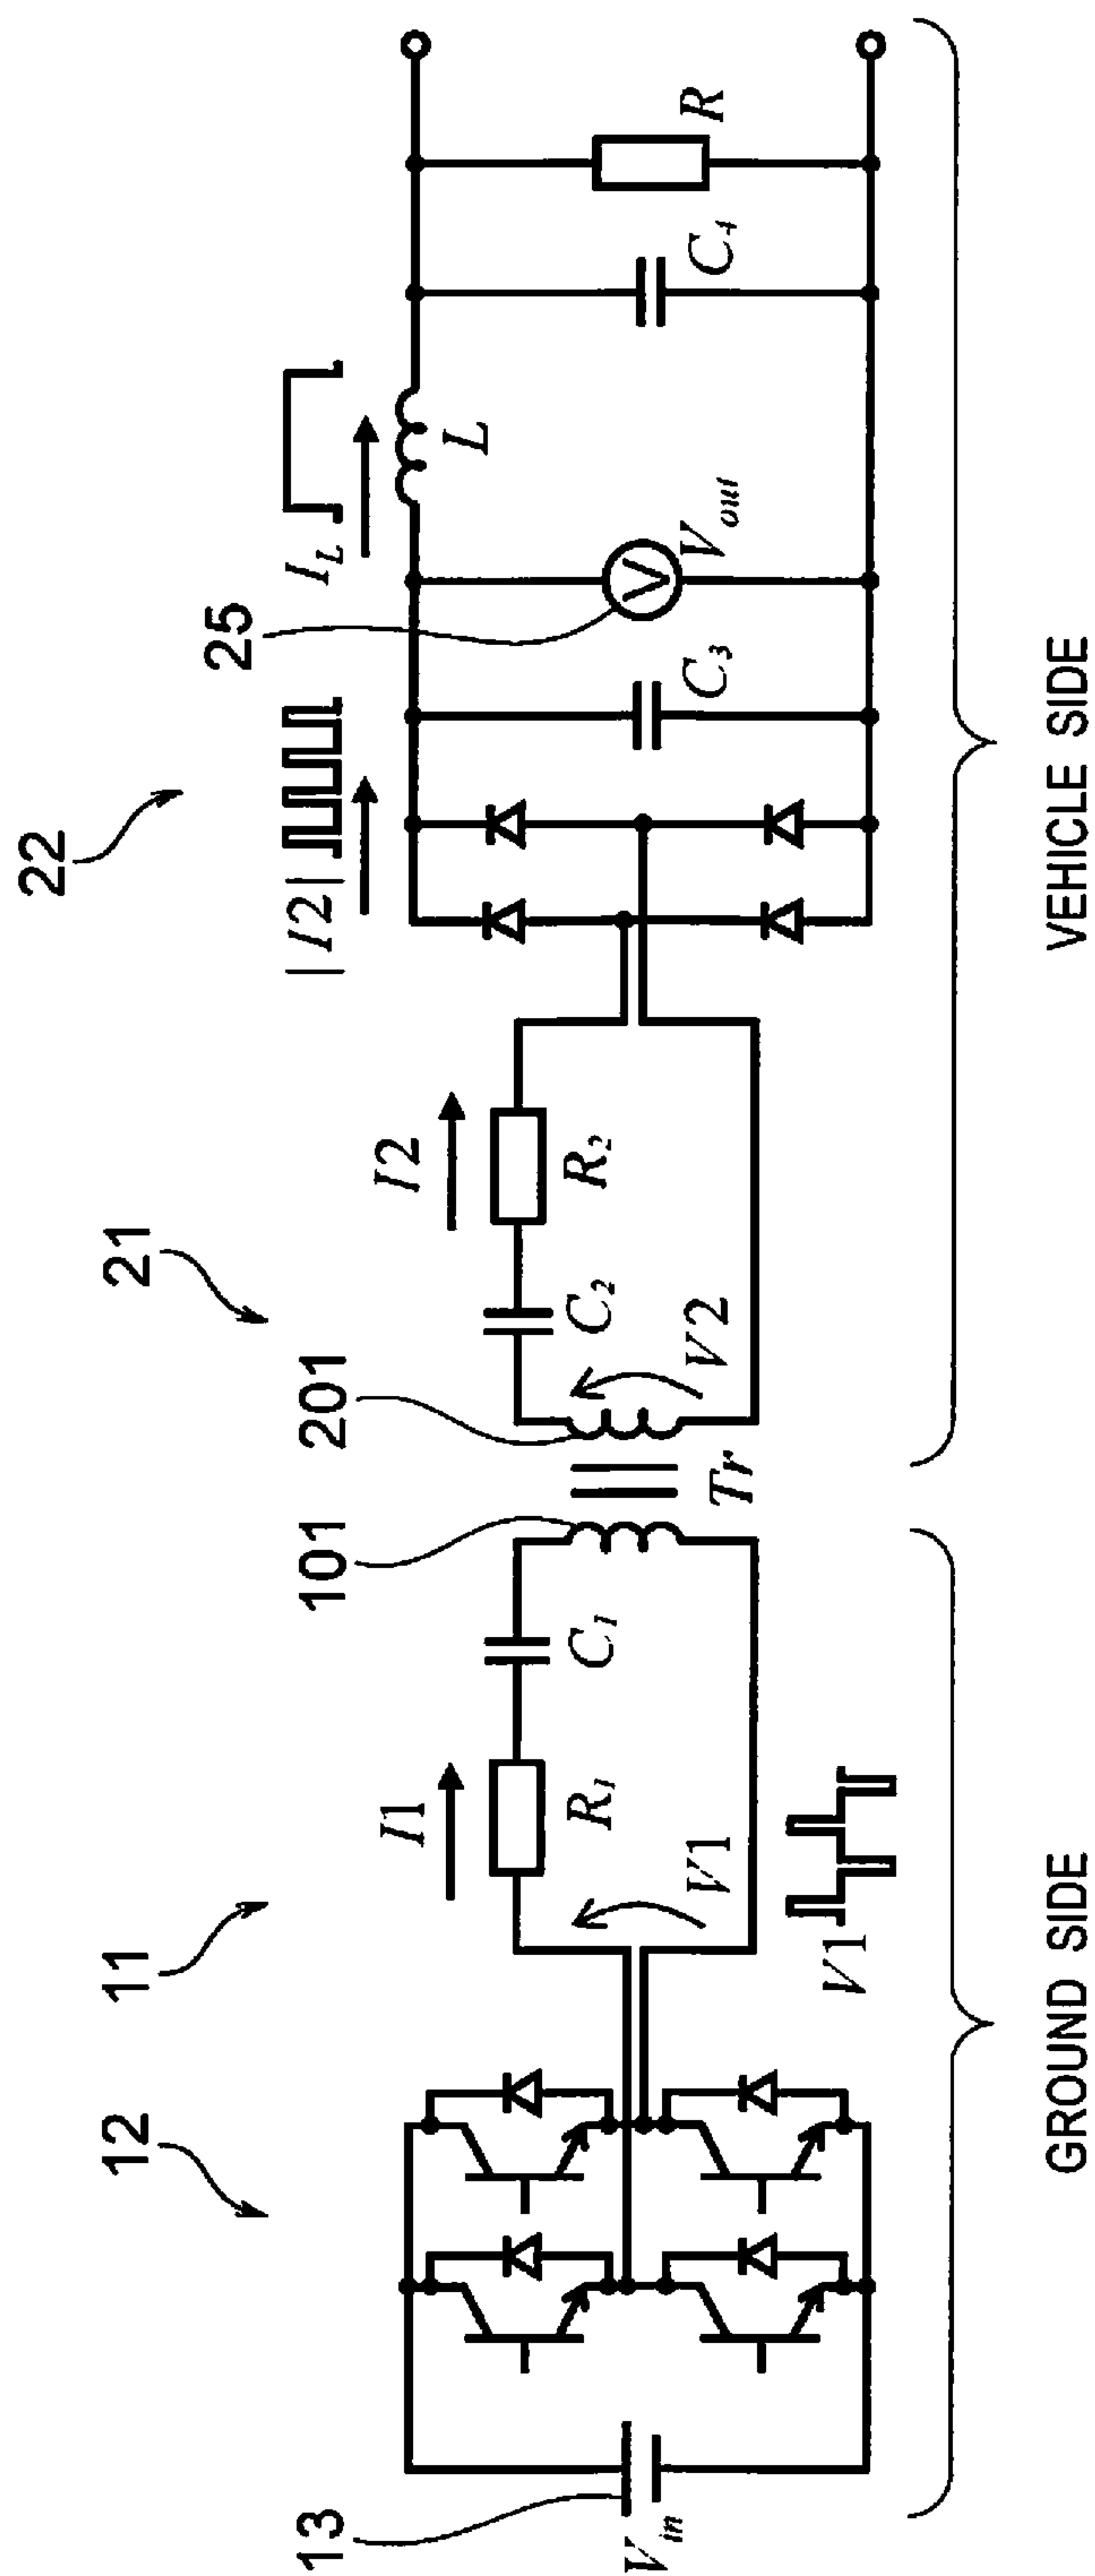 22
|I2|
I_L
25
21
I2
201
101
I1
11
12
13
V_in
R_1
C_1
Tr
V1
V1
V2
C_2
R_2
C_3
V_out
L
C_4
R
V
GROUND SIDE
VEHICLE SIDE